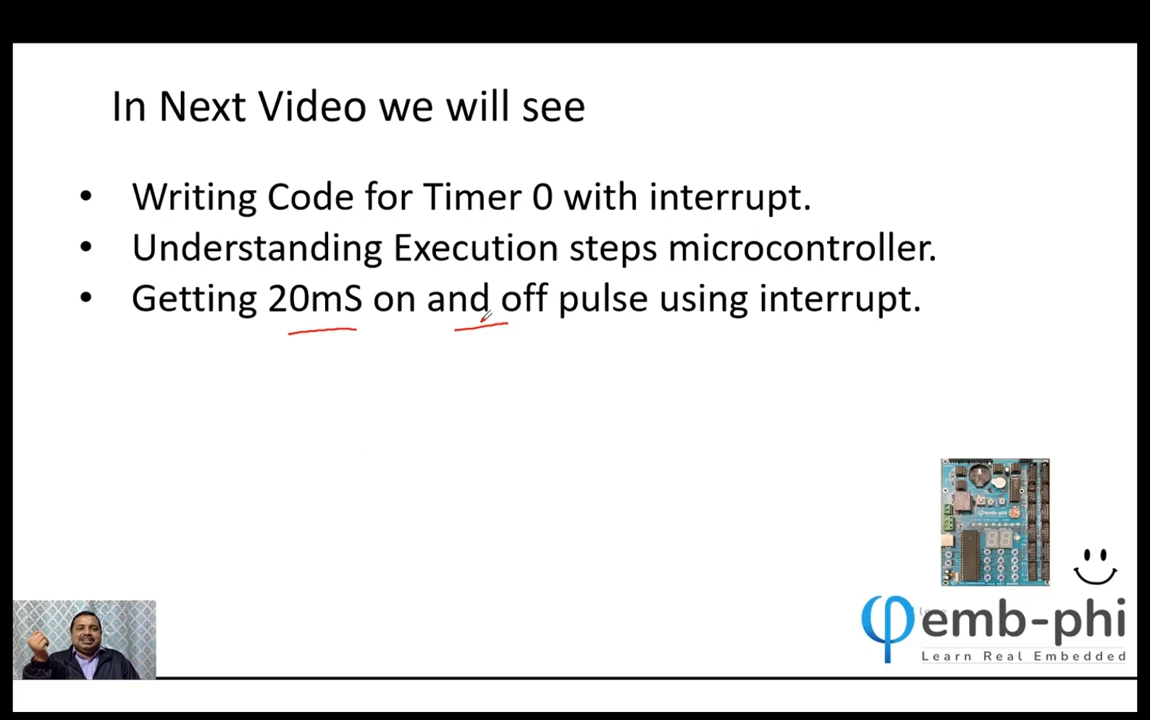 In Next Video we will see
• Writing Code for Timer 0 with interrupt.
• Understanding Execution steps microcontroller.
• Getting 20mS on and off pulse using interrupt.
φemb-phi
Learn Real Embedded